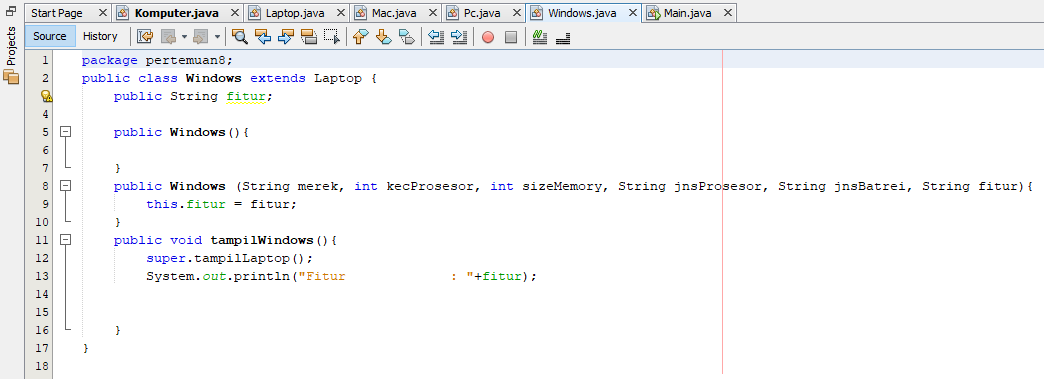 Start Page Komputer.java Laptop.java Mac.java Pc.java Windows.java Main.java
Projects
Source History
1 package pertemuan8;
2 public class Windows extends Laptop {
public String fitur;
4
5 public Windows(){
6
7 }
8 public Windows (String merek, int kecProsesor, int sizeMemory, String jnsProsesor, String jnsBatrei, String fitur){
9 this.fitur = fitur;
10 }
11 public void tampilWindows(){
12 super.tampilLaptop();
13 System.out.println("Fitur             : "+fitur);
14
15
16 }
17 }
18